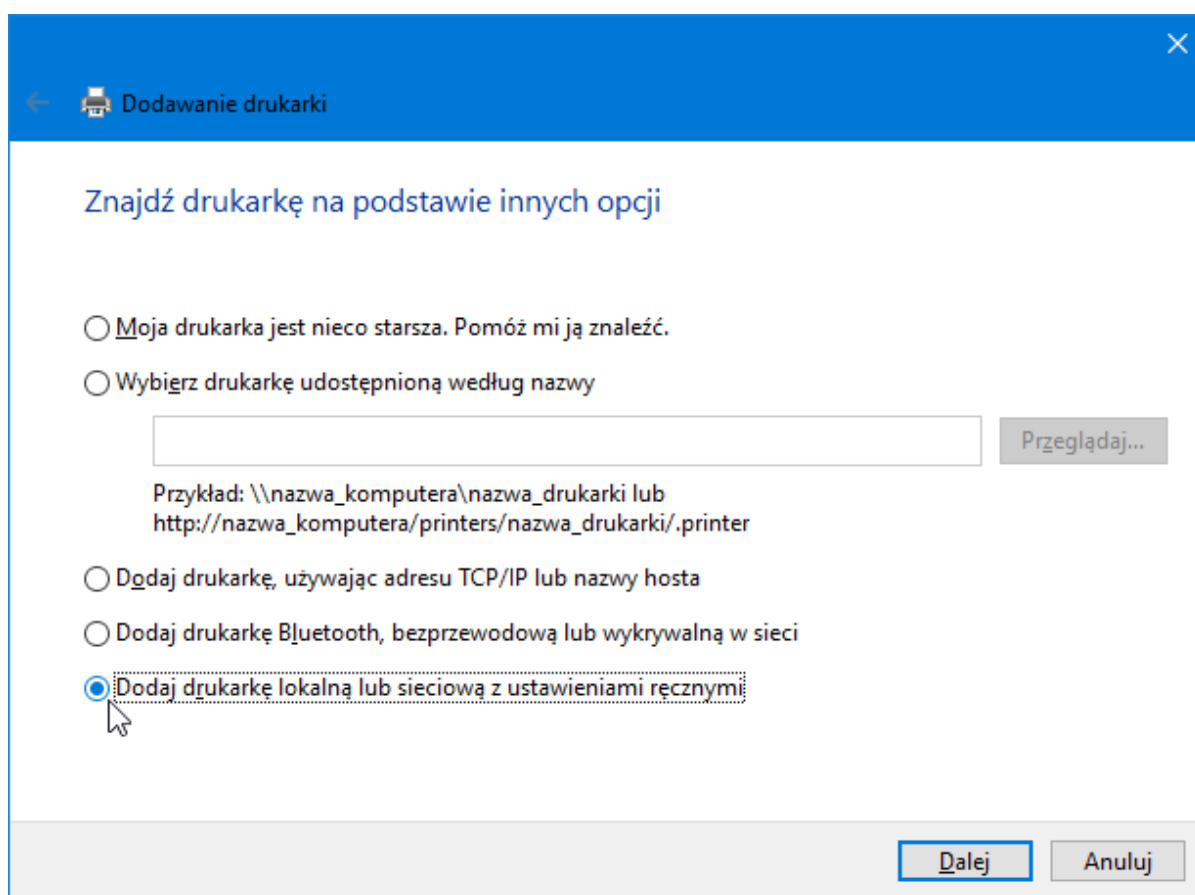 Dodawanie drukarki
Znajdź drukarkę na podstawie innych opcji
Moja drukarka jest nieco starsza. Pomóż mi ją znaleźć.
Wybierz drukarkę udostępnioną według nazwy
Przeglądaj...
Przykład: \\nazwa_komputera\nazwa_drukarki lub
http://nazwa_komputera/printers/nazwa_drukarki/.printer
Dodaj drukarkę, używając adresu TCP/IP lub nazwy hosta
Dodaj drukarkę Bluetooth, bezprzewodową lub wykrywalną w sieci
Dodaj drukarkę lokalną lub sieciową z ustawieniami ręcznymi
Dalej
Anuluj